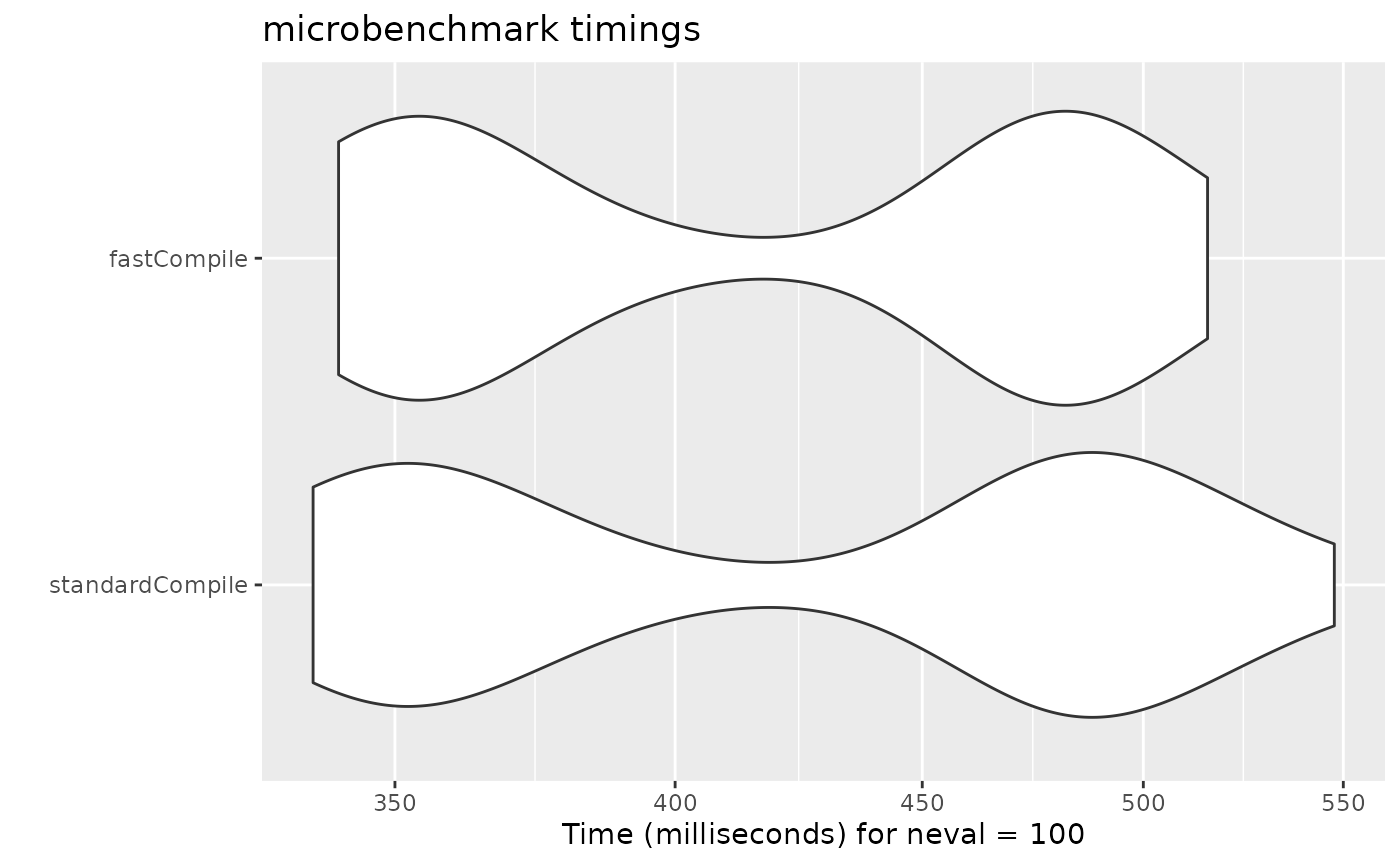 microbenchmark timings
fastCompile
standardCompile
350 400 450 500 550
Time (milliseconds) for neval = 100